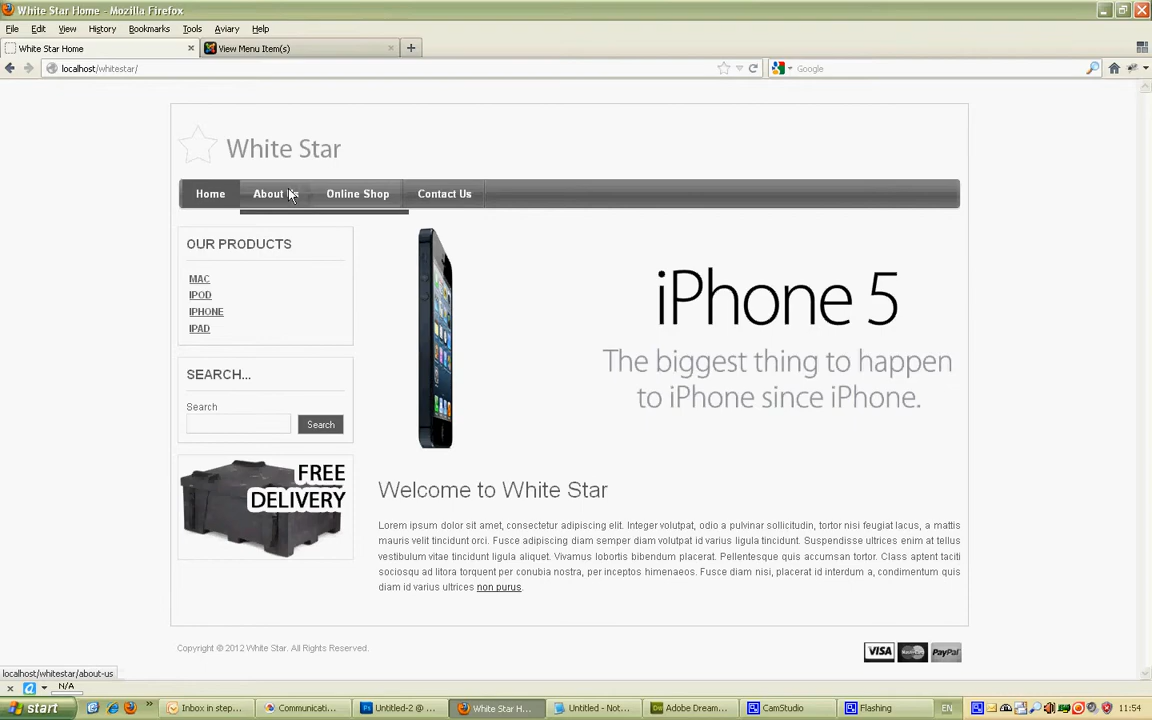 White Star Home - Mozilla Firefox
File Edit View History Bookmarks Tools Aviary Help
White Star Home View Menu Item(s)
localhost/whitestar/ Google
White Star
Home About Us Online Shop Contact Us
OUR PRODUCTS
MAC
IPOD
IPHONE
IPAD
iPhone 5
The biggest thing to happen
to iPhone since iPhone.
SEARCH...
Search
Search
FREE
DELIVERY
Welcome to White Star
Lorem ipsum dolor sit amet, consectetur adipiscing elit. Integer volutpat, odio a pulvinar sollicitudin, tortor nisi feugiat lacus, a mattis
mauris velit tincidunt orci. Fusce adipiscing diam semper diam volutpat id varius ligula tincidunt. Suspendisse ultrices enim at tellus
vestibulum vitae tincidunt ligula aliquet. Vivamus lobortis bibendum placerat. Pellentesque quis accumsan tortor. Class aptent taciti
sociosqu ad litora torquent per conubia nostra, per inceptos himenaeos. Fusce diam nisi, placerat id interdum a, condimentum quis
diam id varius ultrices non purus.
Copyright © 2012 White Star. All Rights Reserved.
VISA MasterCard PayPal
localhost/whitestar/about-us
N/A
start Inbox in step... Communicati... Untitled-2 @ ... White Star H... Untitled - Not... Adobe Dream... CamStudio Flashing EN 11:54